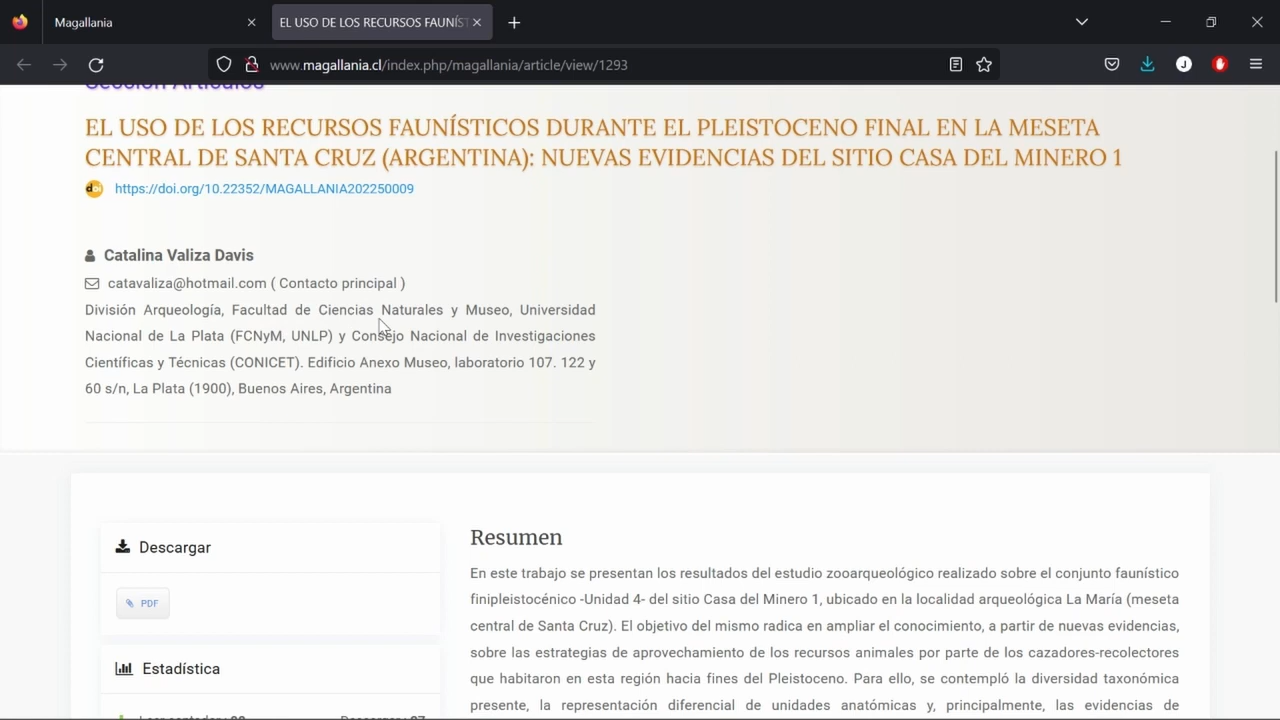 Magallania
EL USO DE LOS RECURSOS FAUNÍST
www.magallania.cl/index.php/magallania/article/view/1293
J
Sección Artículos
EL USO DE LOS RECURSOS FAUNÍSTICOS DURANTE EL PLEISTOCENO FINAL EN LA MESETA
CENTRAL DE SANTA CRUZ (ARGENTINA): NUEVAS EVIDENCIAS DEL SITIO CASA DEL MINERO 1
doi
https://doi.org/10.22352/MAGALLANIA202250009
Catalina Valiza Davis
catavaliza@hotmail.com ( Contacto principal )
División Arqueología, Facultad de Ciencias Naturales y Museo, Universidad
Nacional de La Plata (FCNyM, UNLP) y Consejo Nacional de Investigaciones
Científicas y Técnicas (CONICET). Edificio Anexo Museo, laboratorio 107. 122 y
60 s/n, La Plata (1900), Buenos Aires, Argentina
Descargar
PDF
Estadística
Resumen
En este trabajo se presentan los resultados del estudio zooarqueológico realizado sobre el conjunto faunístico
finipleistocénico -Unidad 4- del sitio Casa del Minero 1, ubicado en la localidad arqueológica La María (meseta
central de Santa Cruz). El objetivo del mismo radica en ampliar el conocimiento, a partir de nuevas evidencias,
sobre las estrategias de aprovechamiento de los recursos animales por parte de los cazadores-recolectores
que habitaron en esta región hacia fines del Pleistoceno. Para ello, se contempló la diversidad taxonómica
presente, la representación diferencial de unidades anatómicas y, principalmente, las evidencias de